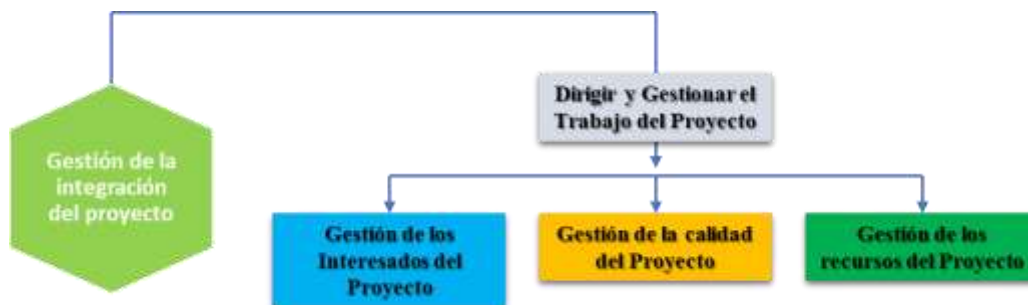 Dirigir y Gestionar el
Trabajo del Proyecto
Gestión de la
integración
del proyecto
Gestión de los
Interesados del
Proyecto
Gestión de la calidad
del Proyecto
Gestión de los
recursos del Proyecto